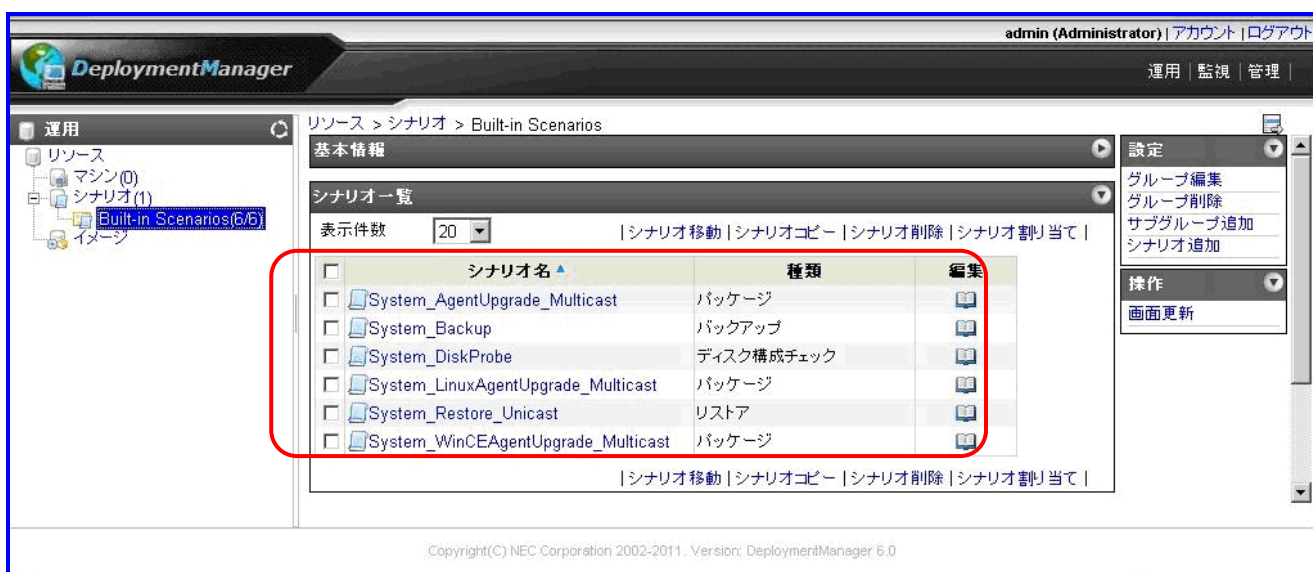 admin (Administrator) | アカウント | ログアウト
DeploymentManager
運用 | 監視 | 管理 |
運用
リソース
マシン(0)
シナリオ(1)
Built-in Scenarios(6/6)
イメージ
リソース > シナリオ > Built-in Scenarios
基本情報
シナリオ一覧
表示件数 20 | シナリオ移動 | シナリオコピー | シナリオ削除 | シナリオ割り当て |
シナリオ名 種類 編集
System_AgentUpgrade_Multicast パッケージ
System_Backup バックアップ
System_DiskProbe ディスク構成チェック
System_LinuxAgentUpgrade_Multicast パッケージ
System_Restore_Unicast リストア
System_WinCEAgentUpgrade_Multicast パッケージ
| シナリオ移動 | シナリオコピー | シナリオ削除 | シナリオ割り当て |
設定
グループ編集
グループ削除
サブグループ追加
シナリオ追加
操作
画面更新
Copyright(C) NEC Corporation 2002-2011. Version: DeploymentManager 6.0